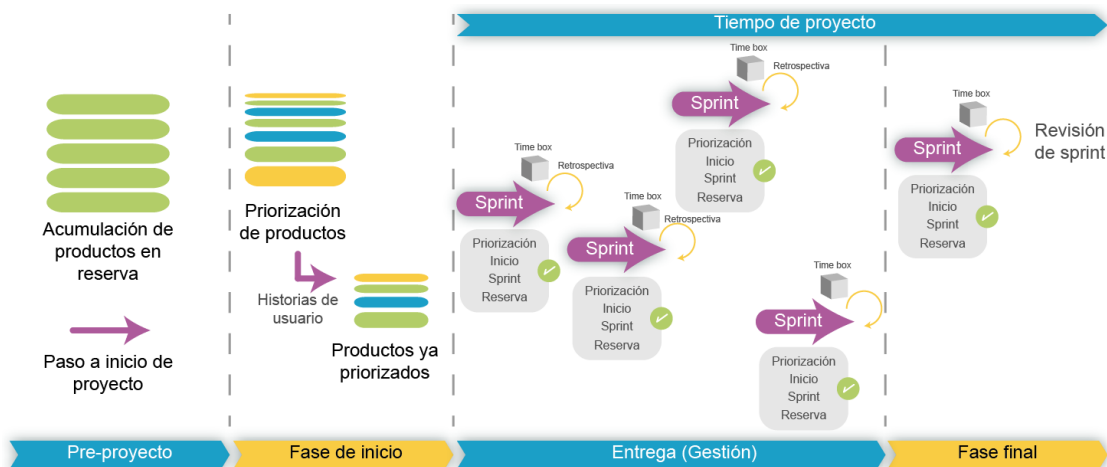 Tiempo de proyecto
Acumulación de
productos en
reserva
Paso a inicio de
proyecto
Priorización
de productos
Historias de
usuario
Productos ya
priorizados
Time box
Retrospectiva
Sprint
Priorización
Inicio
Sprint
Reserva
Time box
Retrospectiva
Sprint
Priorización
Inicio
Sprint
Reserva
Time box
Retrospectiva
Sprint
Priorización
Inicio
Sprint
Reserva
Time box
Sprint
Priorización
Inicio
Sprint
Reserva
Time box
Sprint
Revisión
de sprint
Priorización
Inicio
Sprint
Reserva
Pre-proyecto
Fase de inicio
Entrega (Gestión)
Fase final